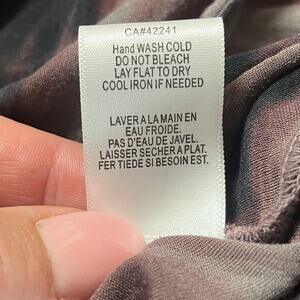 CA#42241
Hand WASH COLD
DO NOT BLEACH
LAY FLAT TO DRY
COOL IRON IF NEEDED
LAVER A LA MAIN EN
EAU FROIDE.
PAS D'EAU DE JAVEL.
LAISSER SECHER A PLAT.
FER TIEDE SI BESOIN EST.